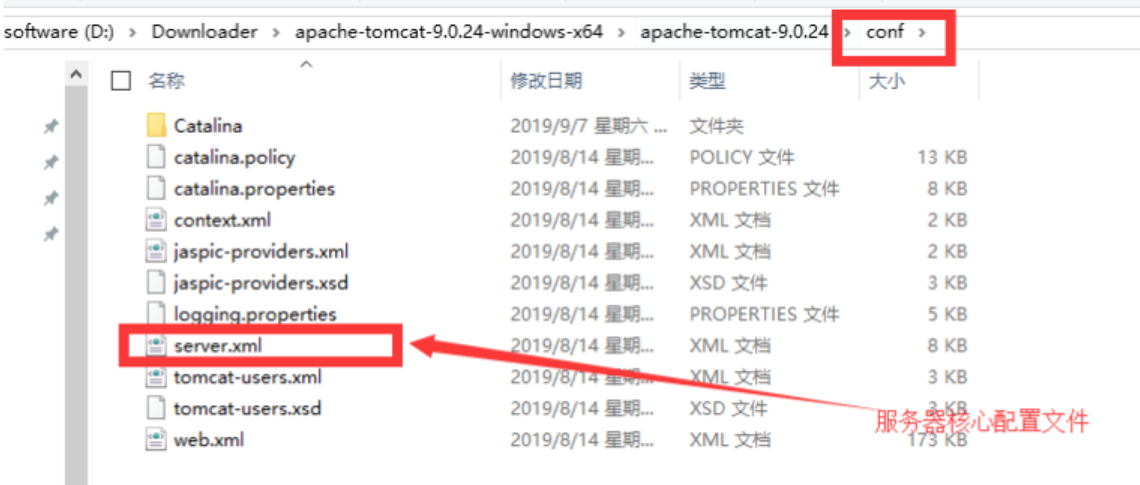 software (D:) > Downloader > apache-tomcat-9.0.24-windows-x64 > apache-tomcat-9.0.24 > conf >
名称 修改日期 类型 大小
Catalina 2019/9/7 星期六 ... 文件夹
catalina.policy 2019/8/14 星期... POLICY 文件 13 KB
catalina.properties 2019/8/14 星期... PROPERTIES 文件 8 KB
context.xml 2019/8/14 星期... XML 文档 2 KB
jaspic-providers.xml 2019/8/14 星期... XML 文档 2 KB
jaspic-providers.xsd 2019/8/14 星期... XSD 文件 3 KB
logging.properties 2019/8/14 星期... PROPERTIES 文件 5 KB
server.xml 2019/8/14 星期... XML 文档 8 KB
tomcat-users.xml 2019/8/14 星期... XML 文档 3 KB
tomcat-users.xsd 2019/8/14 星期... XSD 文件 3 KB
服务器核心配置文件
web.xml 2019/8/14 星期... XML 文档 173 KB